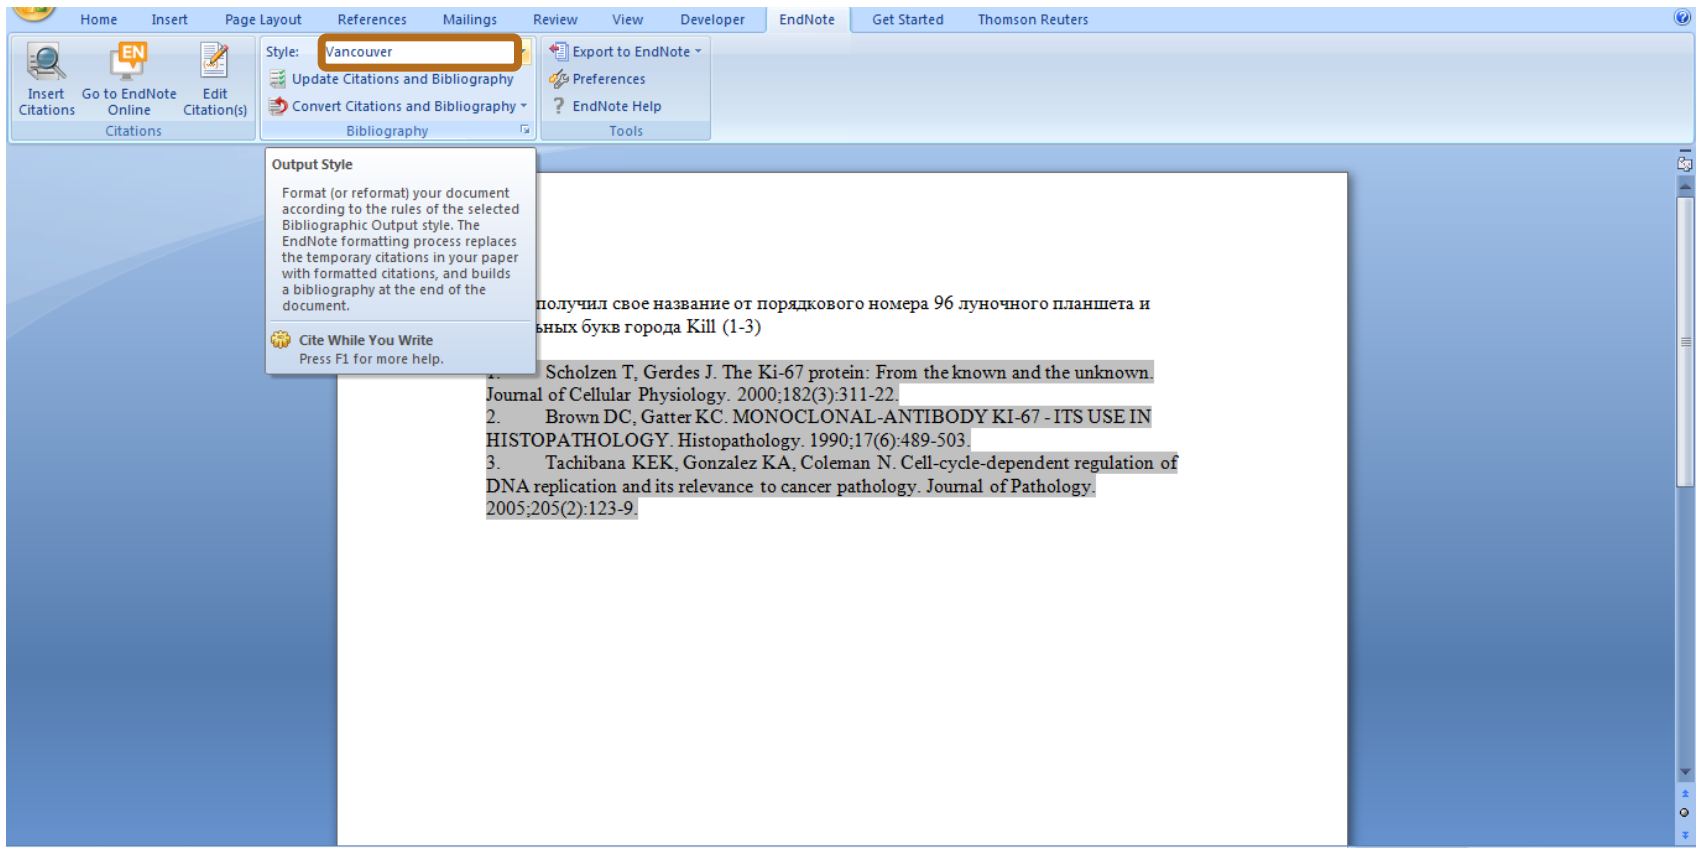 Home Insert Page Layout References Mailings Review View Developer EndNote Get Started Thomson Reuters
Insert Citations
Go to EndNote Online
Edit Citation(s)
Citations
Style: Vancouver
Update Citations and Bibliography
Convert Citations and Bibliography
Bibliography
Export to EndNote
Preferences
? EndNote Help
Tools
Output Style
Format (or reformat) your document
according to the rules of the selected
Bibliographic Output style. The
EndNote formatting process replaces
the temporary citations in your paper
with formatted citations, and builds
a bibliography at the end of the
document.
Cite While You Write
Press F1 for more help.
получил свое название от порядкового номера 96 луночного планшета и
букв города Kill (1-3)
1. Scholzen T, Gerdes J. The Ki-67 protein: From the known and the unknown.
Journal of Cellular Physiology. 2000;182(3):311-22.
2. Brown DC, Gatter KC. MONOCLONAL-ANTIBODY KI-67 - ITS USE IN
HISTOPATHOLOGY. Histopathology. 1990;17(6):489-503.
3. Tachibana KEK, Gonzalez KA, Coleman N. Cell-cycle-dependent regulation of
DNA replication and its relevance to cancer pathology. Journal of Pathology.
2005;205(2):123-9.